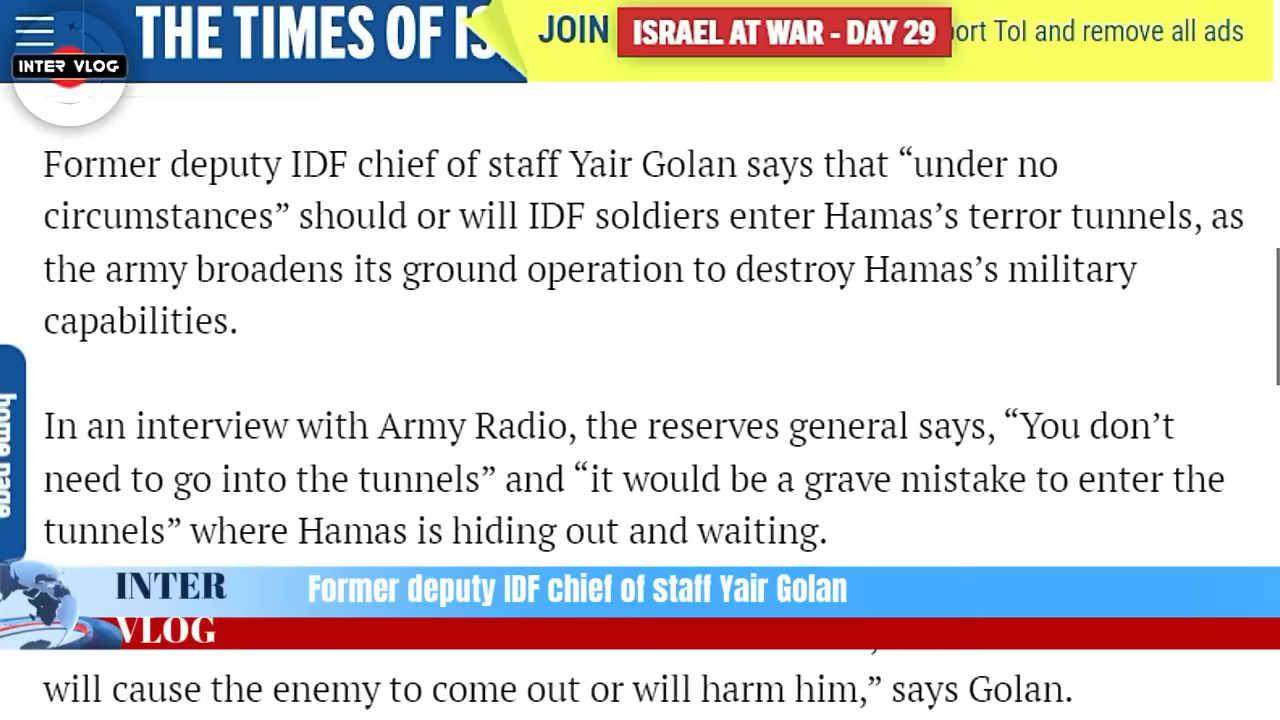 THE TIMES OF IS
JOIN
ISRAEL AT WAR - DAY 29
ort ToI and remove all ads
INTER VLOG
Former deputy IDF chief of staff Yair Golan says that “under no
circumstances” should or will IDF soldiers enter Hamas’s terror tunnels, as
the army broadens its ground operation to destroy Hamas’s military
capabilities.
home page
In an interview with Army Radio, the reserves general says, “You don’t
need to go into the tunnels” and “it would be a grave mistake to enter the
tunnels” where Hamas is hiding out and waiting.
INTER
VLOG
Former deputy IDF chief of staff Yair Golan
will cause the enemy to come out or will harm him,” says Golan.